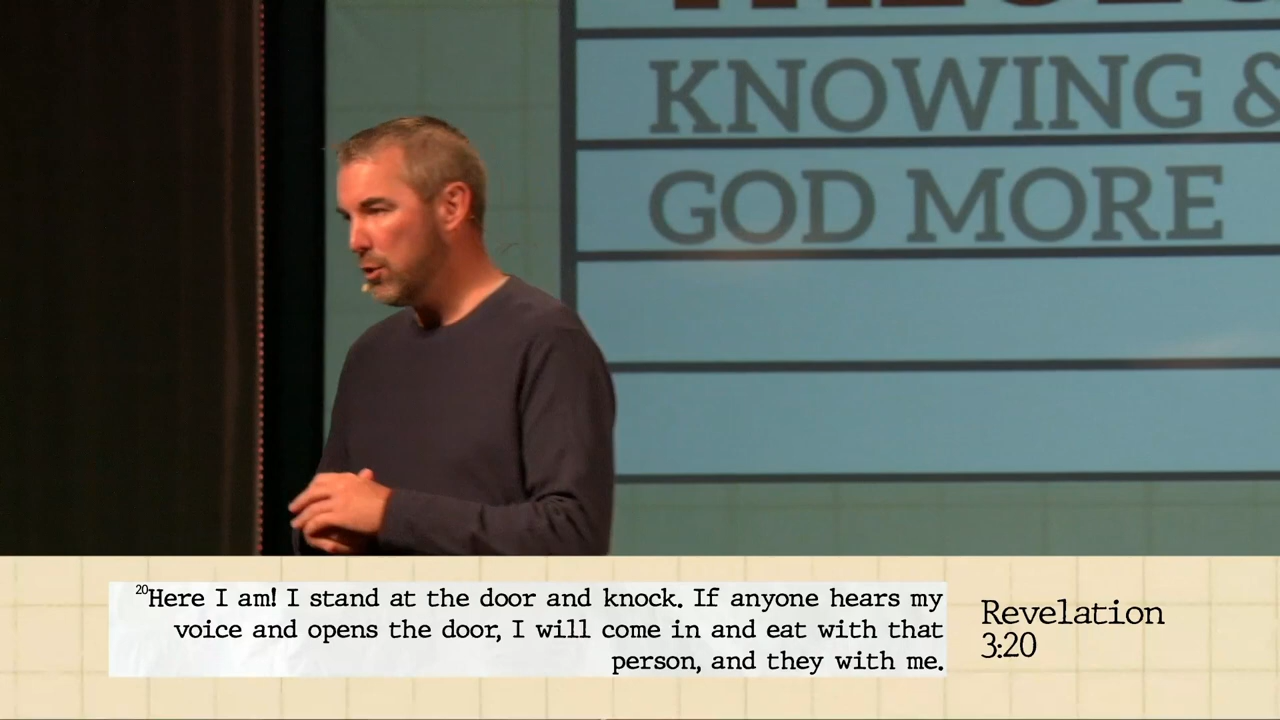 KNOWING &
GOD MORE
20Here I am! I stand at the door and knock. If anyone hears my
voice and opens the door, I will come in and eat with that
person, and they with me.
Revelation
3:20